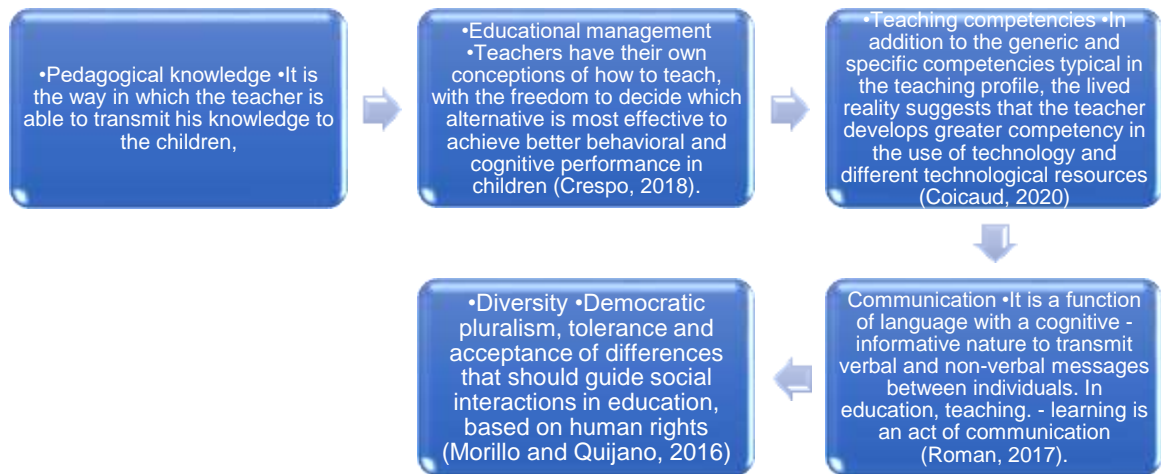 •Pedagogical knowledge •It is
the way in which the teacher is
able to transmit his knowledge to
the children,
•Educational management
•Teachers have their own
conceptions of how to teach,
with the freedom to decide which
alternative is most effective to
achieve better behavioral and
cognitive performance in
children (Crespo, 2018).
•Teaching competencies •In
addition to the generic and
specific competencies typical in
the teaching profile, the lived
reality suggests that the teacher
develops greater competency in
the use of technology and
different technological resources
(Coicaud, 2020)
Communication •It is a function
of language with a cognitive -
informative nature to transmit
verbal and non-verbal messages
between individuals. In
education, teaching. - learning is
an act of communication
(Roman, 2017).
•Diversity •Democratic
pluralism, tolerance and
acceptance of differences
that should guide social
interactions in education,
based on human rights
(Morillo and Quijano, 2016)